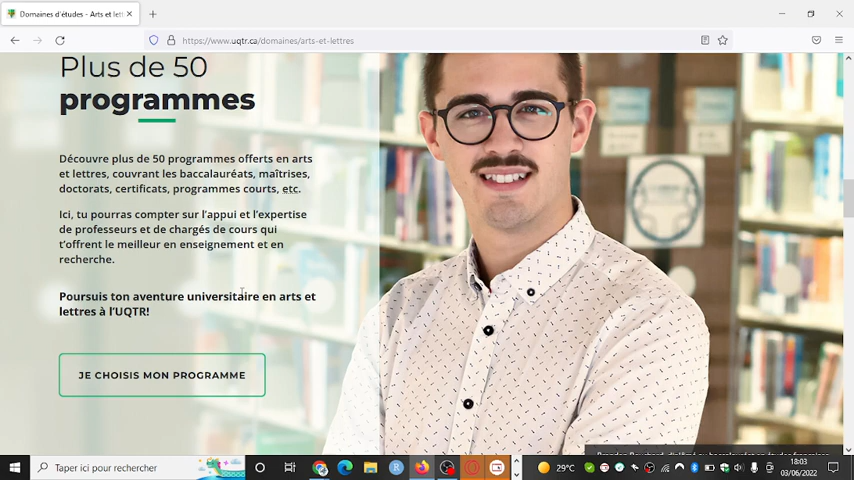 Domaines d'études - Arts et lett
https://www.uqtr.ca/domaines/arts-et-lettres
Plus de 50
programmes
Découvre plus de 50 programmes offerts en arts
et lettres, couvrant les baccalauréats, maîtrises,
doctorats, certificats, programmes courts, etc.
Ici, tu pourras compter sur l'appui et l'expertise
de professeurs et de chargés de cours qui
t'offrent le meilleur en enseignement et en
recherche.
Poursuis ton aventure universitaire en arts et
lettres à l'UQTR!
JE CHOISIS MON PROGRAMME
Taper ici pour rechercher
29°C
18:03
03/06/2022